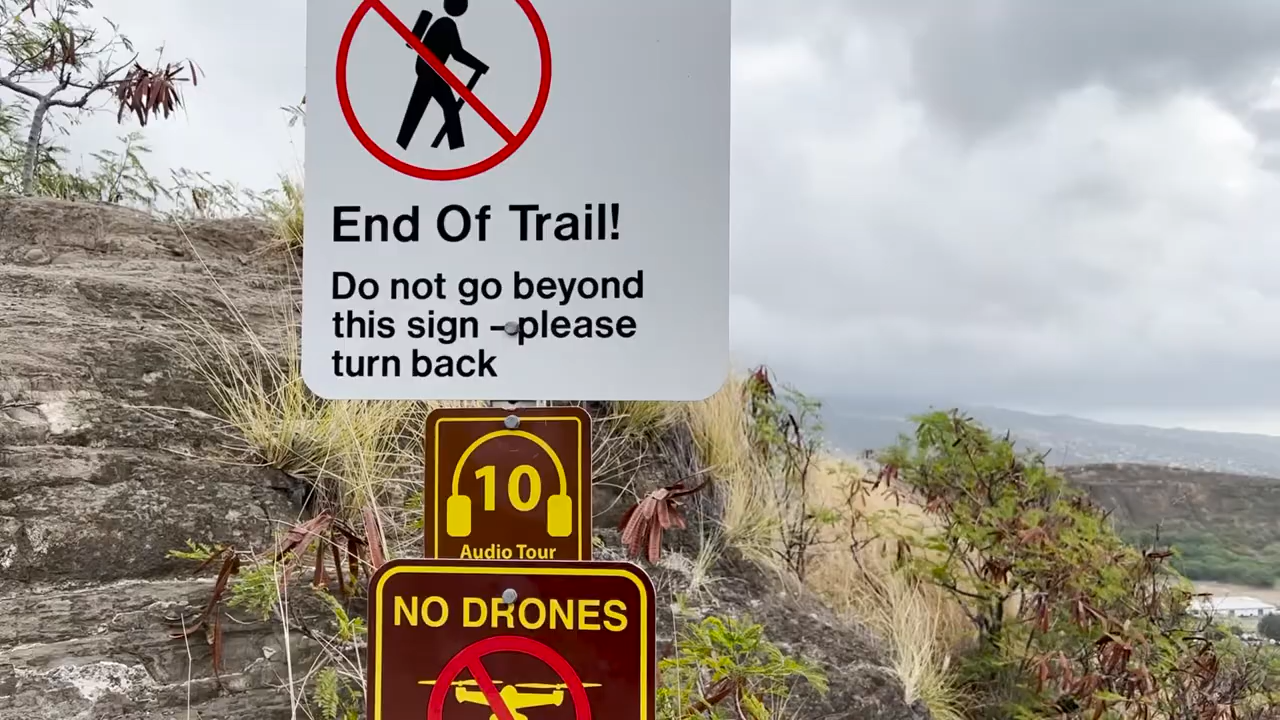 End Of Trail!
Do not go beyond
this sign – please
turn back
10
Audio Tour
NO DRONES